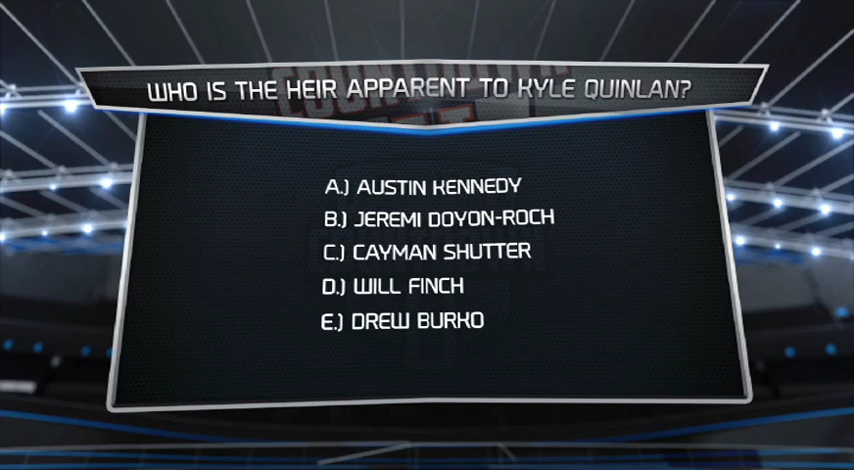 WHO IS THE HEIR APPARENT TO KYLE QUINLAN?
A.) AUSTIN KENNEDY
B.) JEREMI DOYON-ROCH
C.) CAYMAN SHUTTER
D.) WILL FINCH
E.) DREW BURKO